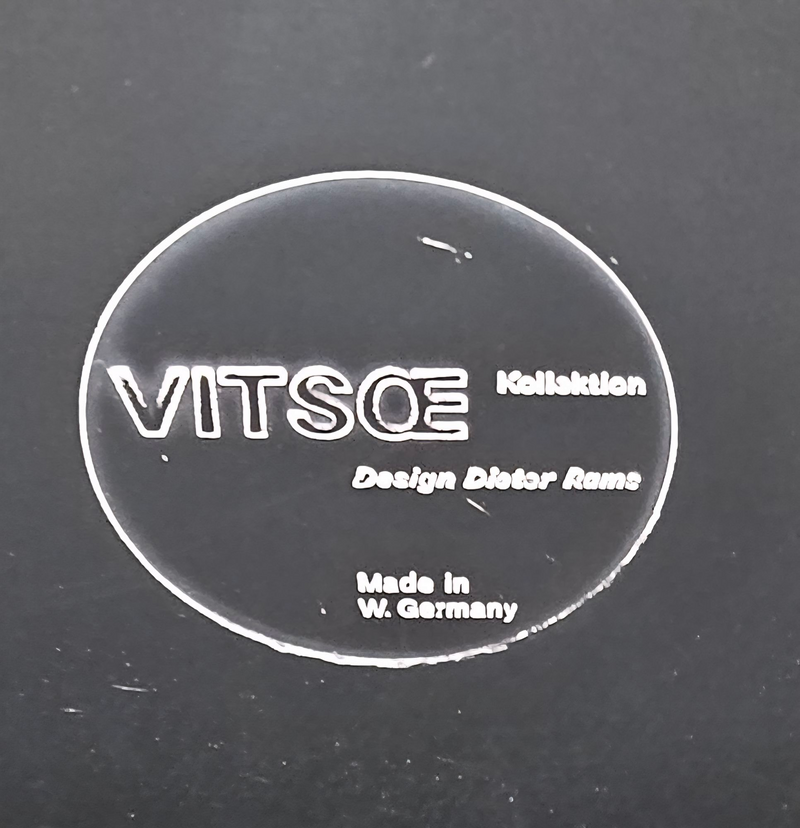 VITSŒ Kollektion
Design Dieter Rams
Made in
W. Germany